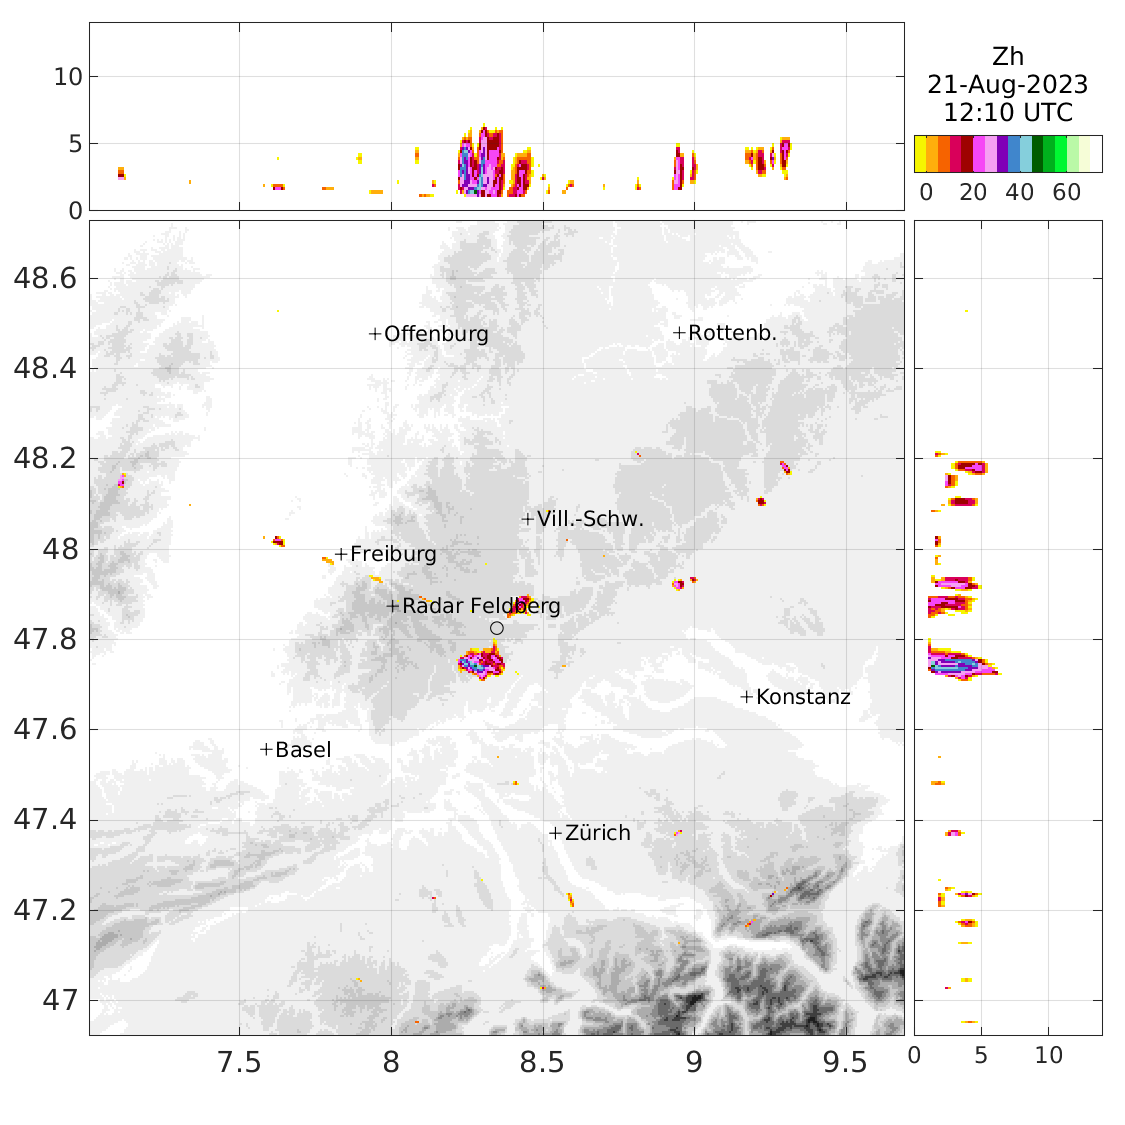 10
5
0
Zh
21-Aug-2023
12:10 UTC
0 20 40 60
48.6
48.4
48.2
48
47.8
47.6
47.4
47.2
47
Offenburg
Rottenb.
Vill.-Schw.
Freiburg
Radar Feldberg
Konstanz
Basel
Zürich
7.5 8 8.5 9 9.5
0 5 10